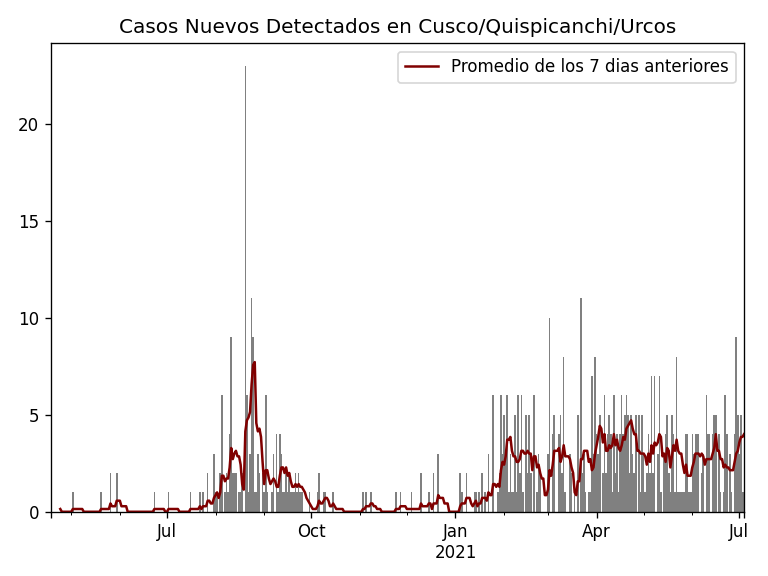 Casos Nuevos Detectados en Cusco/Quispicanchi/Urcos
Promedio de los 7 dias anteriores
20
15
10
5
0
Jul
Oct
Jan
2021
Apr
Jul